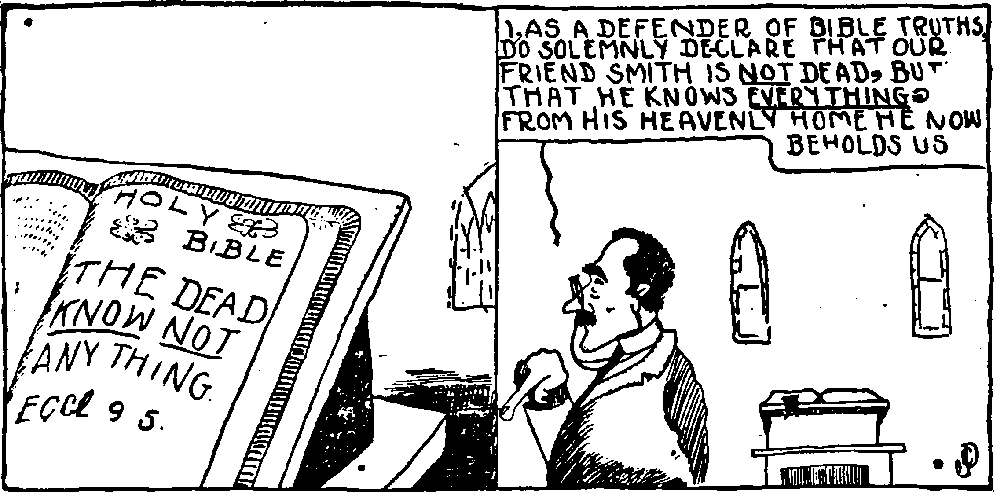 HOLY
BIBLE
THE DEAD
KNOW NOT
ANY THING.
ECCL 9 5.
I, AS A DEFENDER OF BIBLE TRUTHS,
DO SOLEMNLY DECLARE THAT OUR
FRIEND SMITH IS NOT DEAD, BUT
THAT HE KNOWS EVERYTHING.
FROM HIS HEAVENLY HOME HE NOW
BEHOLDS US